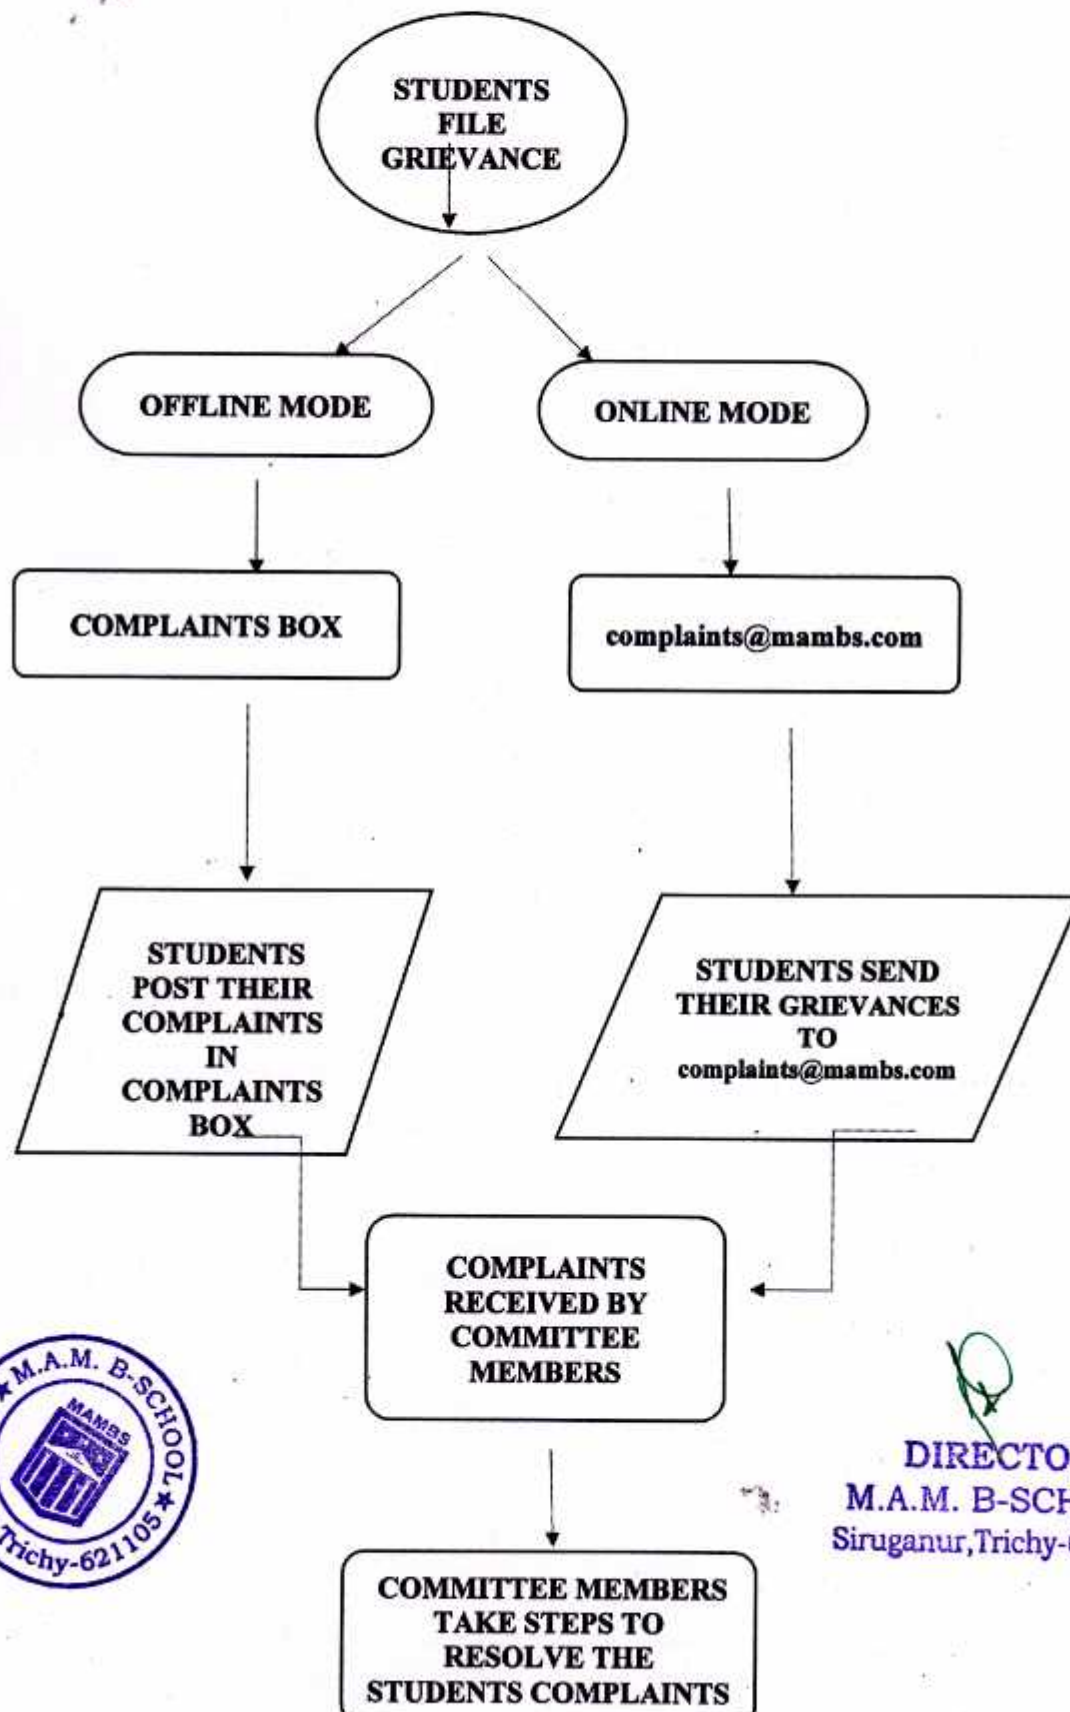 STUDENTS
FILE
GRIEVANCE
OFFLINE MODE
ONLINE MODE
COMPLAINTS BOX
complaints@mambs.com
STUDENTS
POST THEIR
COMPLAINTS
IN
COMPLAINTS
BOX
STUDENTS SEND
THEIR GRIEVANCES
TO
complaints@mambs.com
COMPLAINTS
RECEIVED BY
COMMITTEE
MEMBERS
★ M.A.M. B-SCHOOL ★
MAMBS
Trichy-621105
DIRECTO
M.A.M. B-SCH
Siruganur,Trichy-
COMMITTEE MEMBERS
TAKE STEPS TO
RESOLVE THE
STUDENTS COMPLAINTS